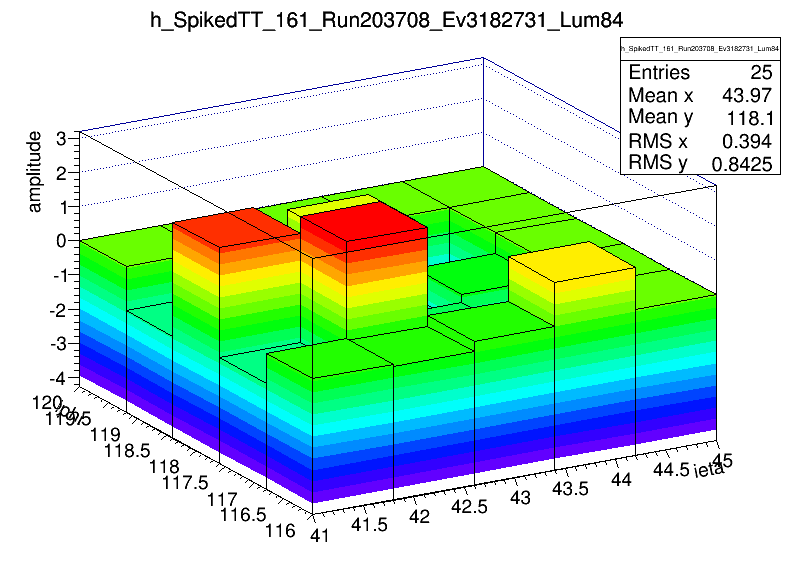 h_SpikedTT_161_Run203708_Ev3182731_Lum84
h_SpikedTT_161_Run203708_Ev3182731_Lum84
Entries 25
Mean x 43.97
Mean y 118.1
RMS x 0.394
RMS y 0.8425
amplitude
3
2
1
0
-1
-2
-3
-4
120
119.5
119
118.5
118
117.5
117
116.5
116
41
41.5
42
42.5
43
43.5
44
44.5
45
ieta